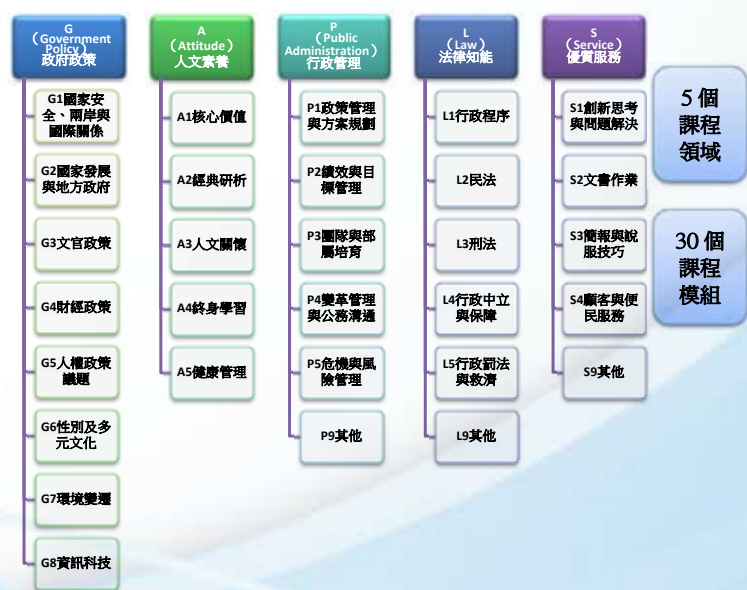 G
（Government
Policy）
政府政策
G1國家安
全、兩岸與
國際關係
G2國家發展
與地方政府
G3文官政策
G4財經政策
G5人權政策
議題
G6性別及多
元文化
G7環境變遷
G8資訊科技
A
（Attitude）
人文素養
A1核心價值
A2經典研析
A3人文關懷
A4終身學習
A5健康管理
P
（Public
Administration）
行政管理
P1政策管理
與方案規劃
P2績效與目
標管理
P3團隊與部
屬培育
P4變革管理
與公務溝通
P5危機與風
險管理
P9其他
L
（Law）
法律知能
L1行政程序
L2民法
L3刑法
L4行政中立
與保障
L5行政罰法
與救濟
L9其他
S
（Service）
優質服務
S1創新思考
與問題解決
S2文書作業
S3簡報與說
服技巧
S4顧客與便
民服務
S9其他
5個
課程
領域
30個
課程
模組